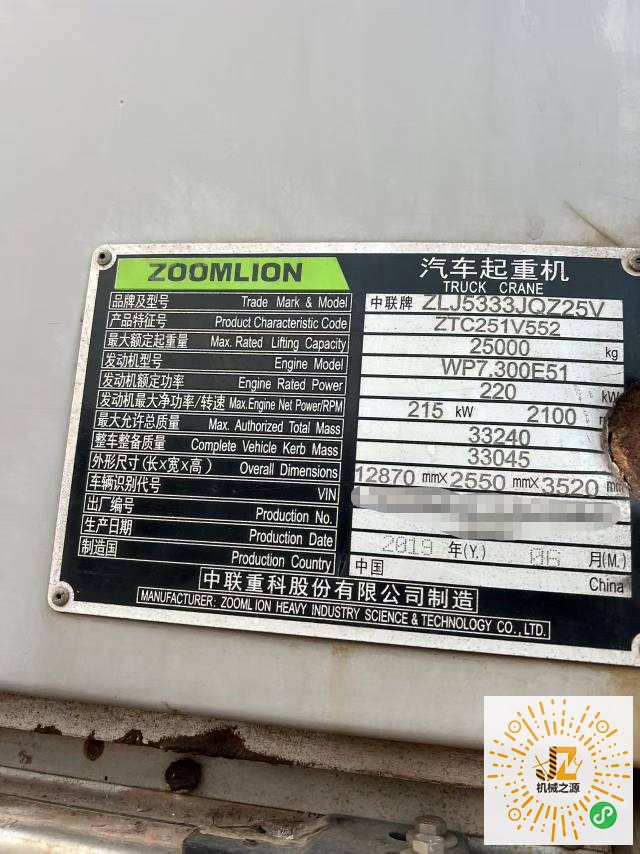 ZOOMLION 汽车起重机
TRUCK CRANE
品牌及型号 Trade Mark & Model 中联牌 ZLJ5333JQZ25V
产品特征号 Product Characteristic Code ZTC251V552
最大额定起重量 Max. Rated Lifting Capacity 25000 kg
发动机型号 Engine Model WP7.300E51
发动机额定功率 Engine Rated Power 220 kW
发动机最大净功率/转速 Max.Engine Net Power/RPM 215 kW 2100
最大允许总质量 Max. Authorized Total Mass 33240
整车整备质量 Complete Vehicle Kerb Mass 33045
外形尺寸(长×宽×高) Overall Dimensions 12870 mm× 2550 mm× 3520 mm
车辆识别代号 VIN
出厂编号 Production No.
生产日期 Production Date 2019 年(Y.) 06 月(M.)
制造国 Production Country 中国 China
中联重科股份有限公司制造
MANUFACTURER: ZOOMLION HEAVY INDUSTRY SCIENCE & TECHNOLOGY CO., LTD.
JZ
机械之源